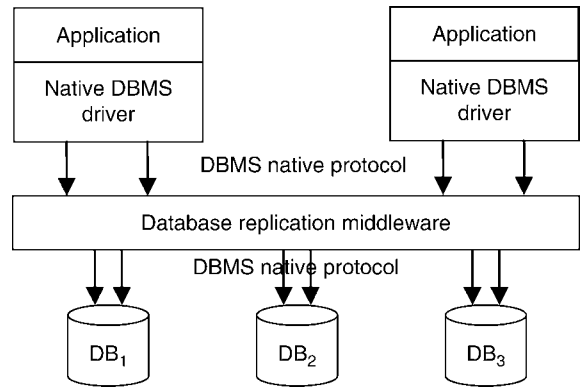 Application
Native DBMS
driver
Application
Native DBMS
driver
DBMS native protocol
Database replication middleware
DBMS native protocol
DB1
DB2
DB3